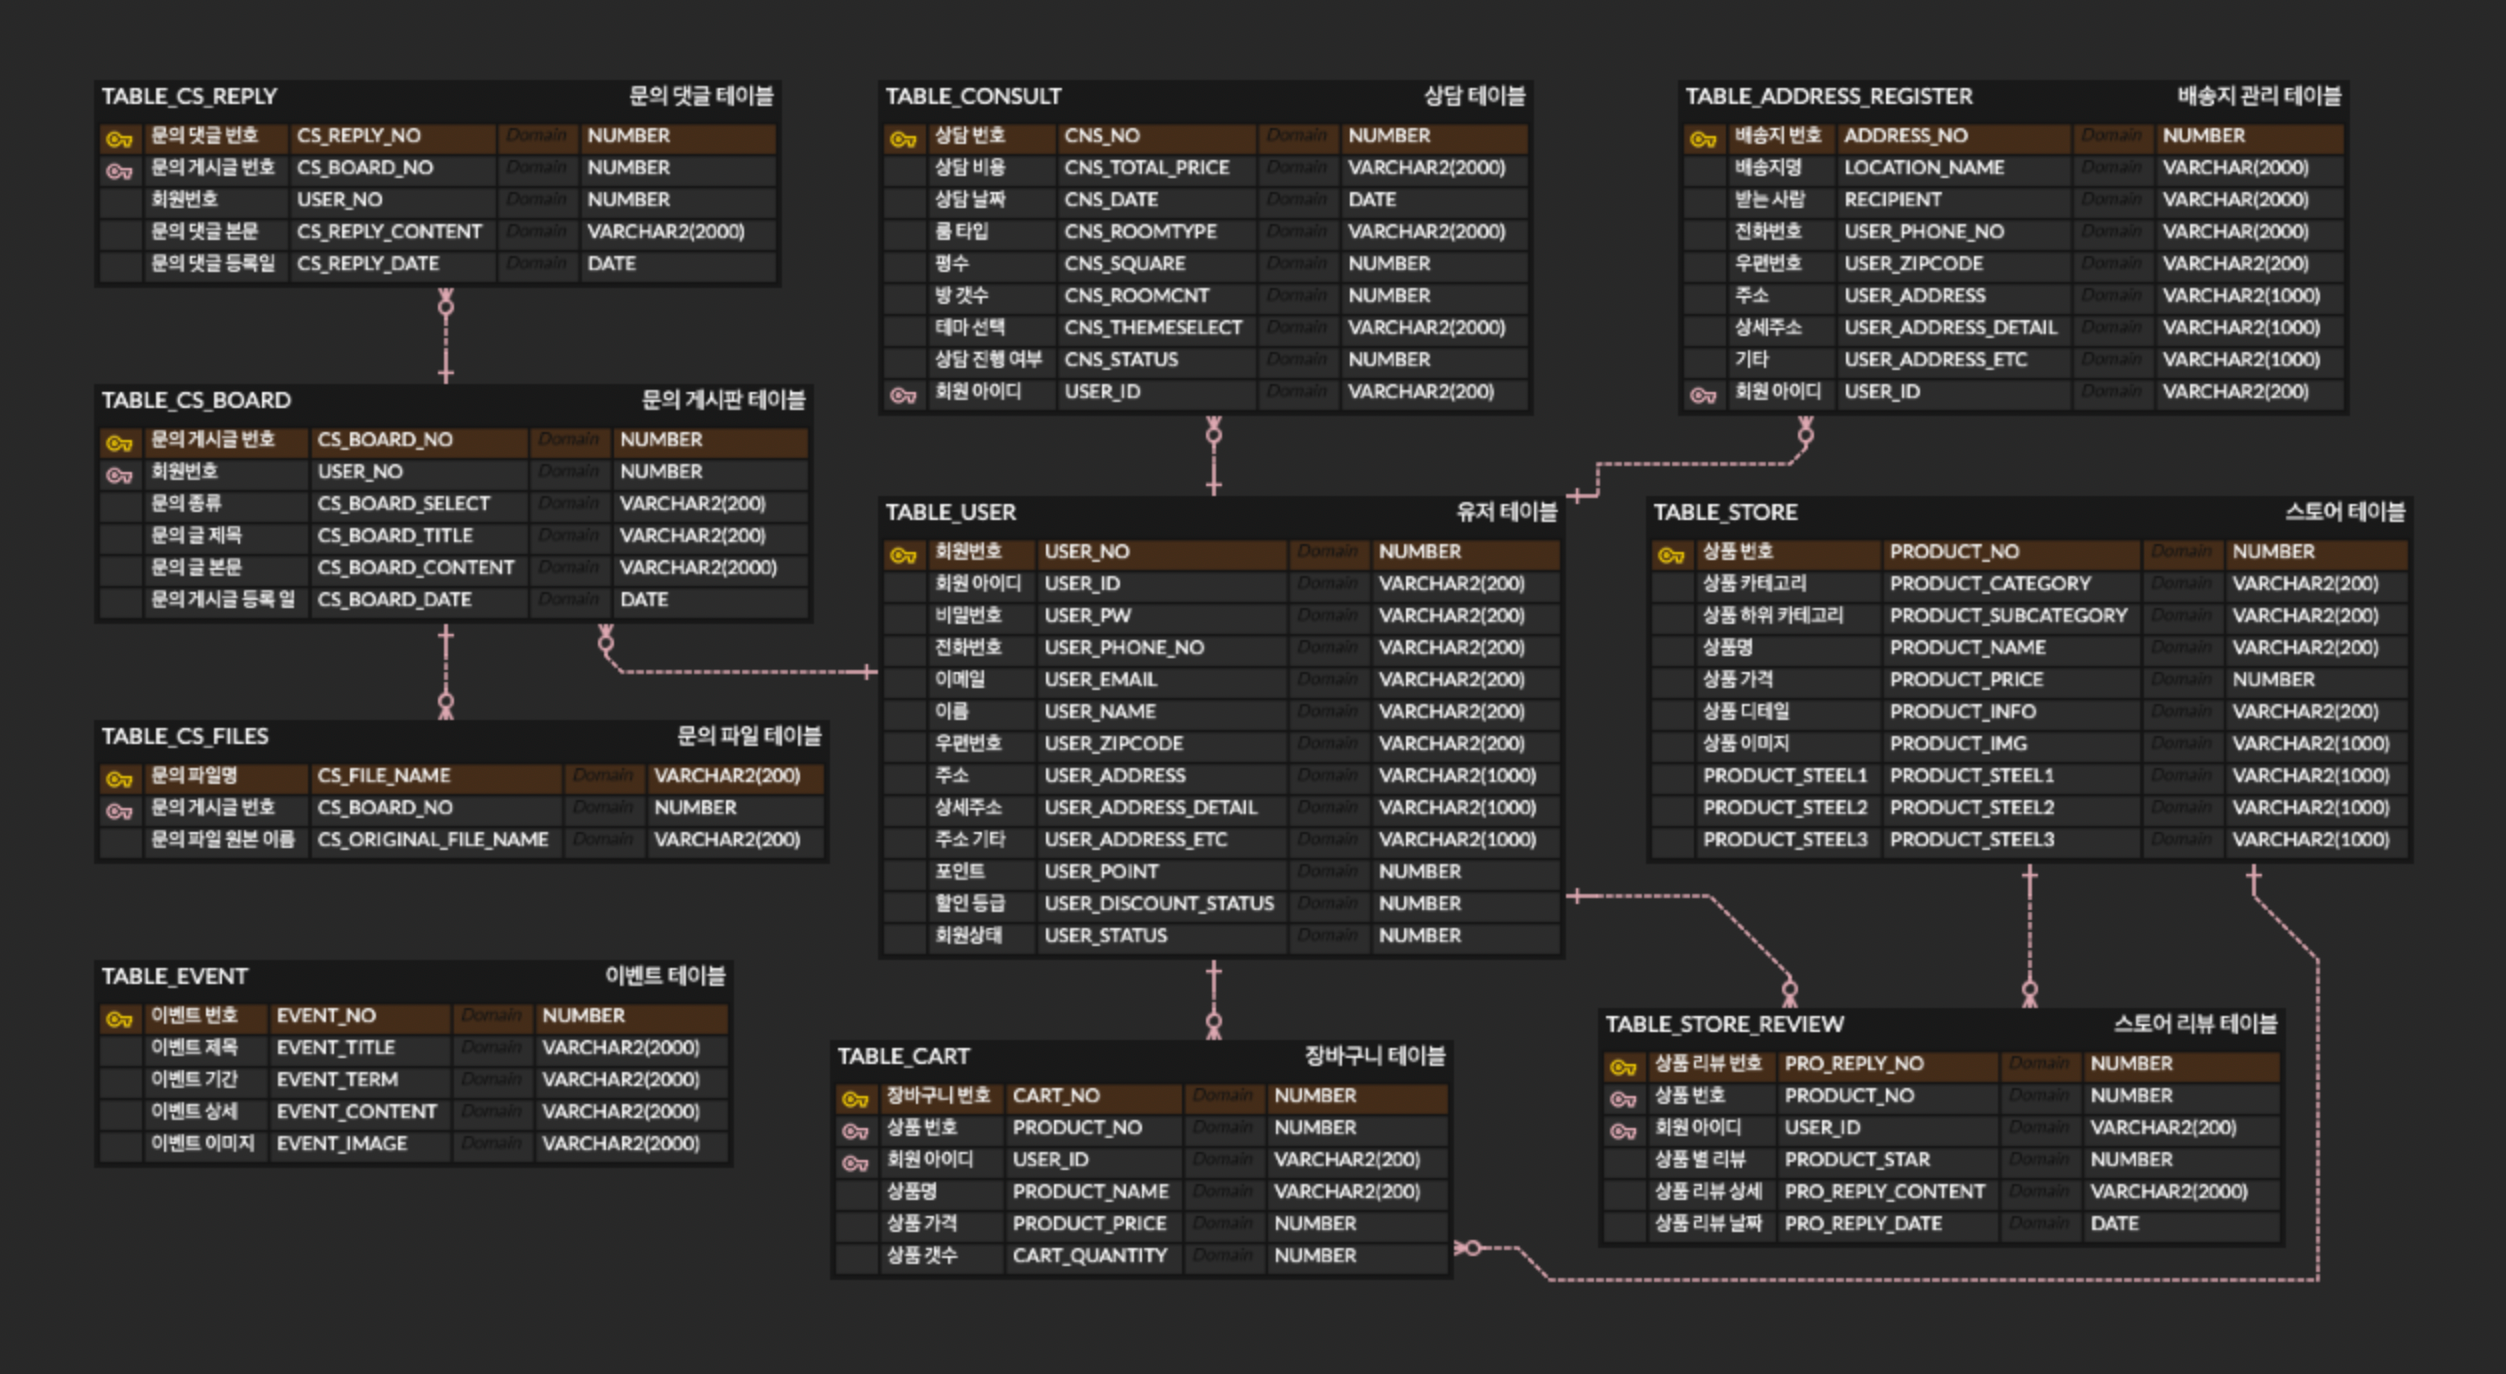 TABLE_CS_REPLY 문의 댓글 테이블
문의 댓글 번호 CS_REPLY_NO Domain NUMBER
문의 게시글 번호 CS_BOARD_NO Domain NUMBER
회원번호 USER_NO Domain NUMBER
문의 댓글 본문 CS_REPLY_CONTENT Domain VARCHAR2(2000)
문의 댓글 등록일 CS_REPLY_DATE Domain DATE
TABLE_CS_BOARD 문의 게시판 테이블
문의 게시글 번호 CS_BOARD_NO Domain NUMBER
회원번호 USER_NO Domain NUMBER
문의 종류 CS_BOARD_SELECT Domain VARCHAR2(200)
문의 글 제목 CS_BOARD_TITLE Domain VARCHAR2(200)
문의 글 본문 CS_BOARD_CONTENT Domain VARCHAR2(2000)
문의 게시글 등록 일 CS_BOARD_DATE Domain DATE
TABLE_CS_FILES 문의 파일 테이블
문의 파일명 CS_FILE_NAME Domain VARCHAR2(200)
문의 게시글 번호 CS_BOARD_NO Domain NUMBER
문의 파일 원본 이름 CS_ORIGINAL_FILE_NAME Domain VARCHAR2(200)
TABLE_EVENT 이벤트 테이블
이벤트 번호 EVENT_NO Domain NUMBER
이벤트 제목 EVENT_TITLE Domain VARCHAR2(2000)
이벤트 기간 EVENT_TERM Domain VARCHAR2(2000)
이벤트 상세 EVENT_CONTENT Domain VARCHAR2(2000)
이벤트 이미지 EVENT_IMAGE Domain VARCHAR2(2000)
TABLE_CONSULT 상담 테이블
상담 번호 CNS_NO Domain NUMBER
상담 비용 CNS_TOTAL_PRICE Domain VARCHAR2(2000)
상담 날짜 CNS_DATE Domain DATE
룸 타입 CNS_ROOMTYPE Domain VARCHAR2(2000)
평수 CNS_SQUARE Domain NUMBER
방 갯수 CNS_ROOMCNT Domain NUMBER
테마 선택 CNS_THEMESELECT Domain VARCHAR2(2000)
상담 진행 여부 CNS_STATUS Domain NUMBER
회원 아이디 USER_ID Domain VARCHAR2(200)
TABLE_USER 유저 테이블
회원번호 USER_NO Domain NUMBER
회원 아이디 USER_ID Domain VARCHAR2(200)
비밀번호 USER_PW Domain VARCHAR2(200)
전화번호 USER_PHONE_NO Domain VARCHAR2(200)
이메일 USER_EMAIL Domain VARCHAR2(200)
이름 USER_NAME Domain VARCHAR2(200)
우편번호 USER_ZIPCODE Domain VARCHAR2(200)
주소 USER_ADDRESS Domain VARCHAR2(1000)
상세주소 USER_ADDRESS_DETAIL Domain VARCHAR2(1000)
주소 기타 USER_ADDRESS_ETC Domain VARCHAR2(1000)
포인트 USER_POINT Domain NUMBER
할인 등급 USER_DISCOUNT_STATUS Domain NUMBER
회원상태 USER_STATUS Domain NUMBER
TABLE_CART 장바구니 테이블
장바구니 번호 CART_NO Domain NUMBER
상품 번호 PRODUCT_NO Domain NUMBER
회원 아이디 USER_ID Domain VARCHAR2(200)
상품명 PRODUCT_NAME Domain VARCHAR2(200)
상품 가격 PRODUCT_PRICE Domain NUMBER
상품 갯수 CART_QUANTITY Domain NUMBER
TABLE_ADDRESS_REGISTER 배송지 관리 테이블
배송지 번호 ADDRESS_NO Domain NUMBER
배송지명 LOCATION_NAME Domain VARCHAR(2000)
받는 사람 RECIPIENT Domain VARCHAR(2000)
전화번호 USER_PHONE_NO Domain VARCHAR(2000)
우편번호 USER_ZIPCODE Domain VARCHAR2(200)
주소 USER_ADDRESS Domain VARCHAR2(1000)
상세주소 USER_ADDRESS_DETAIL Domain VARCHAR2(1000)
기타 USER_ADDRESS_ETC Domain VARCHAR2(1000)
회원 아이디 USER_ID Domain VARCHAR2(200)
TABLE_STORE 스토어 테이블
상품 번호 PRODUCT_NO Domain NUMBER
상품 카테고리 PRODUCT_CATEGORY Domain VARCHAR2(200)
상품 하위 카테고리 PRODUCT_SUBCATEGORY Domain VARCHAR2(200)
상품명 PRODUCT_NAME Domain VARCHAR2(200)
상품 가격 PRODUCT_PRICE Domain NUMBER
상품 디테일 PRODUCT_INFO Domain VARCHAR2(200)
상품 이미지 PRODUCT_IMG Domain VARCHAR2(1000)
PRODUCT_STEEL1 PRODUCT_STEEL1 Domain VARCHAR2(1000)
PRODUCT_STEEL2 PRODUCT_STEEL2 Domain VARCHAR2(1000)
PRODUCT_STEEL3 PRODUCT_STEEL3 Domain VARCHAR2(1000)
TABLE_STORE_REVIEW 스토어 리뷰 테이블
상품 리뷰 번호 PRO_REPLY_NO Domain NUMBER
상품 번호 PRODUCT_NO Domain NUMBER
회원 아이디 USER_ID Domain VARCHAR2(200)
상품 별 리뷰 PRODUCT_STAR Domain NUMBER
상품 리뷰 상세 PRO_REPLY_CONTENT Domain VARCHAR2(2000)
상품 리뷰 날짜 PRO_REPLY_DATE Domain DATE